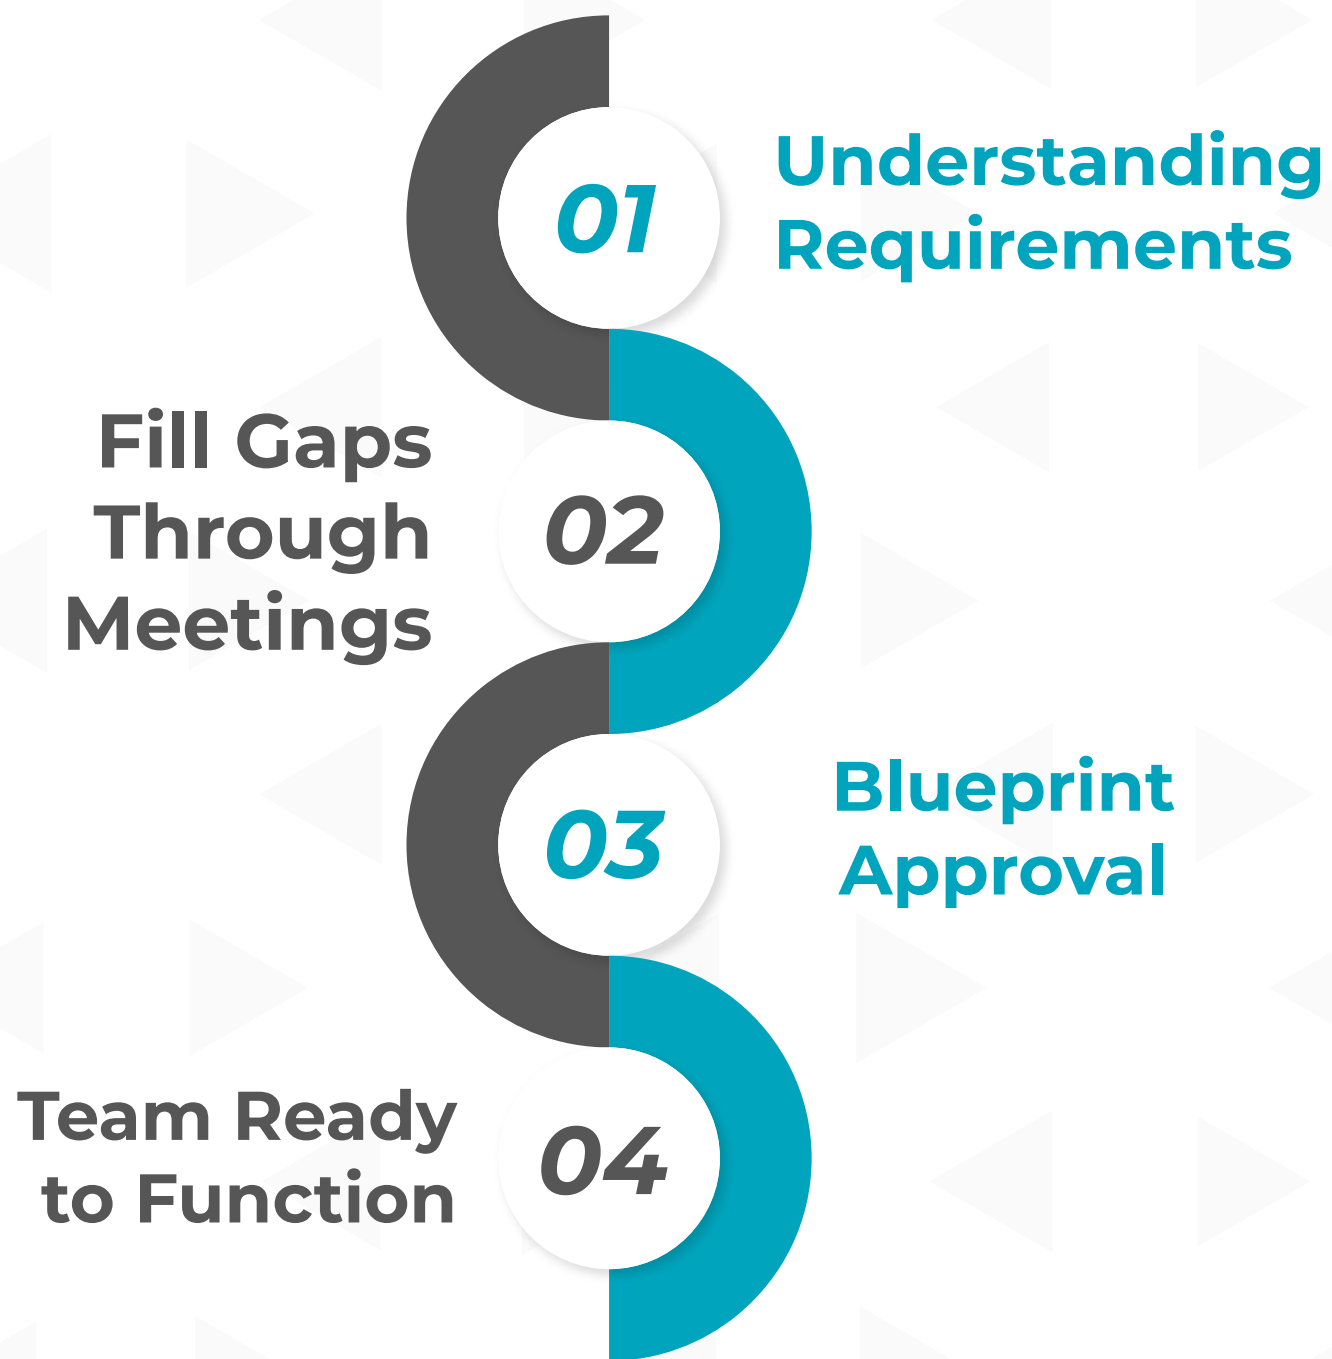 01
Understanding
Requirements
Fill Gaps
Through
Meetings
02
03
Blueprint
Approval
Team Ready
to Function
04